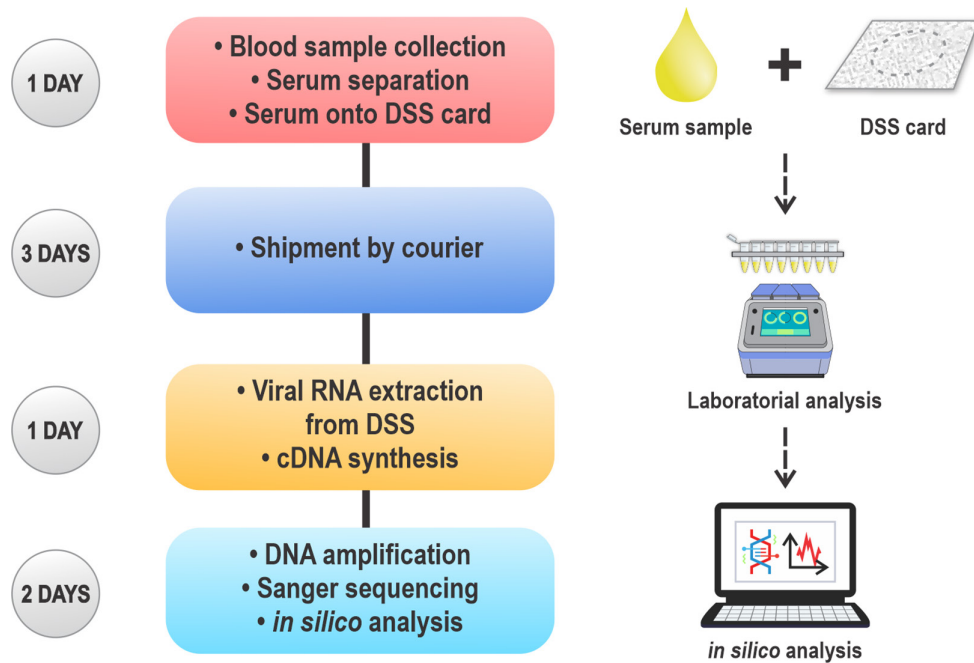 1 DAY
• Blood sample collection
• Serum separation
• Serum onto DSS card
Serum sample
DSS card
3 DAYS
• Shipment by courier
Laboratorial analysis
1 DAY
• Viral RNA extraction
from DSS
• cDNA synthesis
2 DAYS
• DNA amplification
• Sanger sequencing
• in silico analysis
in silico analysis